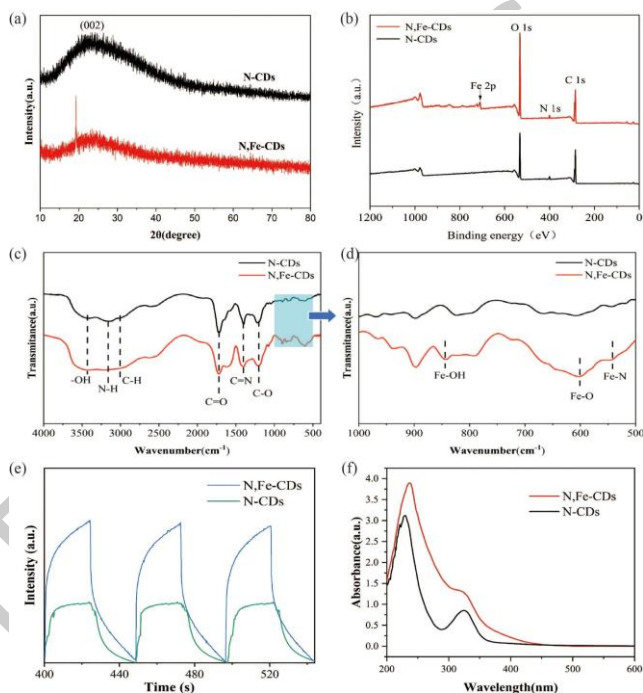 (a)
(002)
N-CDs
N,Fe-CDs
Intensity(a.u.)
10 20 30 40 50 60 70 80
2θ(degree)
(b)
N,Fe-CDs
N-CDs
O 1s
Fe 2p
N 1s
C 1s
Intensity (a.u.)
1200 1000 800 600 400 200 0
Binding energy (eV)
(c)
N-CDs
N,Fe-CDs
-OH
N-H
C-H
C=O
C=N
C-O
Transmitance(a.u.)
4000 3500 3000 2500 2000 1500 1000 500
Wavenumber(cm-1
(d)
N-CDs
N,Fe-CDs
Fe-OH
Fe-O
Fe-N
Transmitance(a.u.)
1000 900 800 700 600 500
Wavenumber(cm-1)
(e)
N,Fe-CDs
N-CDs
Intensity (a.u.)
400 440 480 520
Time (s)
(f)
N,Fe-CDs
N-CDs
Absorbance(a.u.)
4.0
3.5
3.0
2.5
2.0
1.5
1.0
0.5
0.0
200 300 400 500 600
Wavelength(nm)